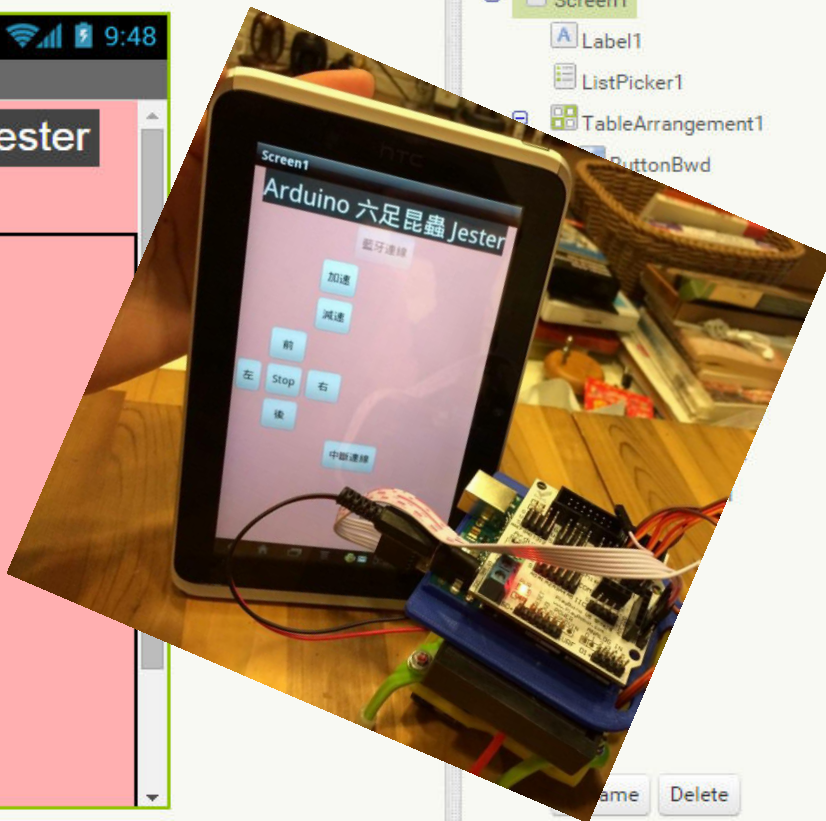 9:48
ester
Screen1
Label1
ListPicker1
TableArrangement1
ButtonBwd
Delete
hTC
Screen1
Arduino 六足昆蟲 Jester
藍牙連線
加速
減速
前
左 Stop 右
後
中斷連線